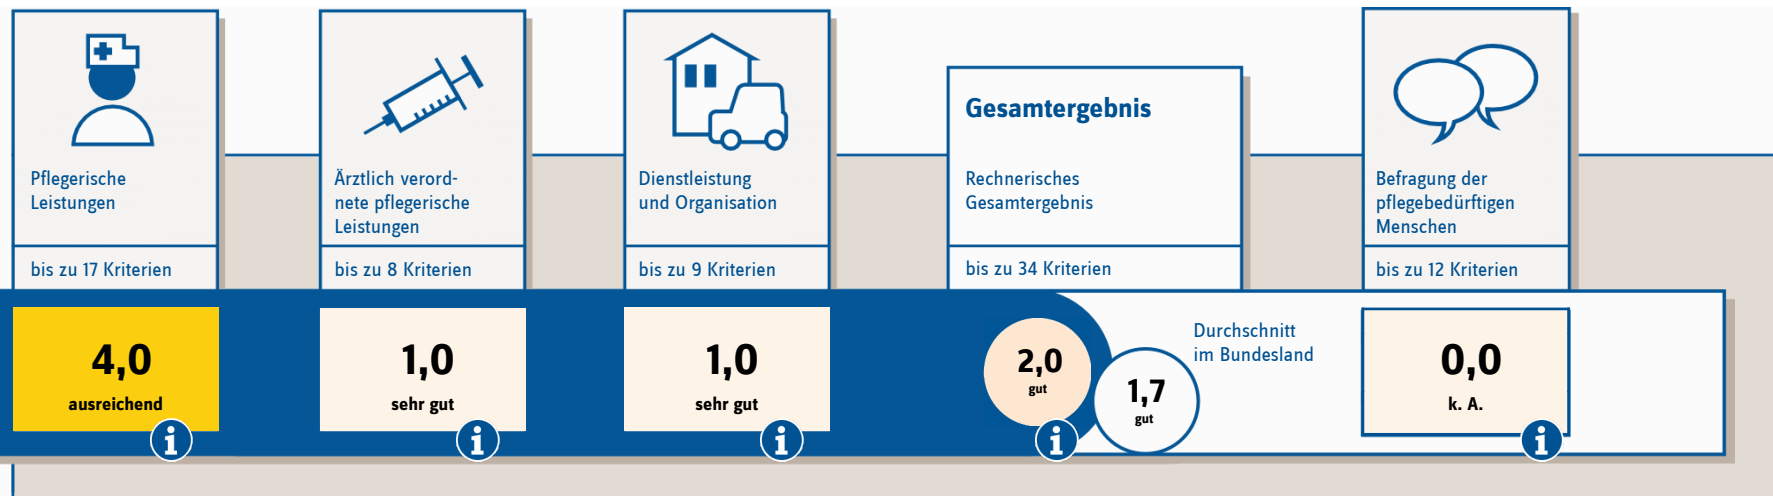 Pflegerische
Leistungen
bis zu 17 Kriterien
4,0
ausreichend
i
Ärztlich verord-
nete pflegerische
Leistungen
bis zu 8 Kriterien
1,0
sehr gut
i
Dienstleistung
und Organisation
bis zu 9 Kriterien
1,0
sehr gut
i
Gesamtergebnis
Rechnerisches
Gesamtergebnis
bis zu 34 Kriterien
2,0
gut
i
1,7
gut
Durchschnitt
im Bundesland
Befragung der
pflegebedürftigen
Menschen
bis zu 12 Kriterien
0,0
k. A.
i